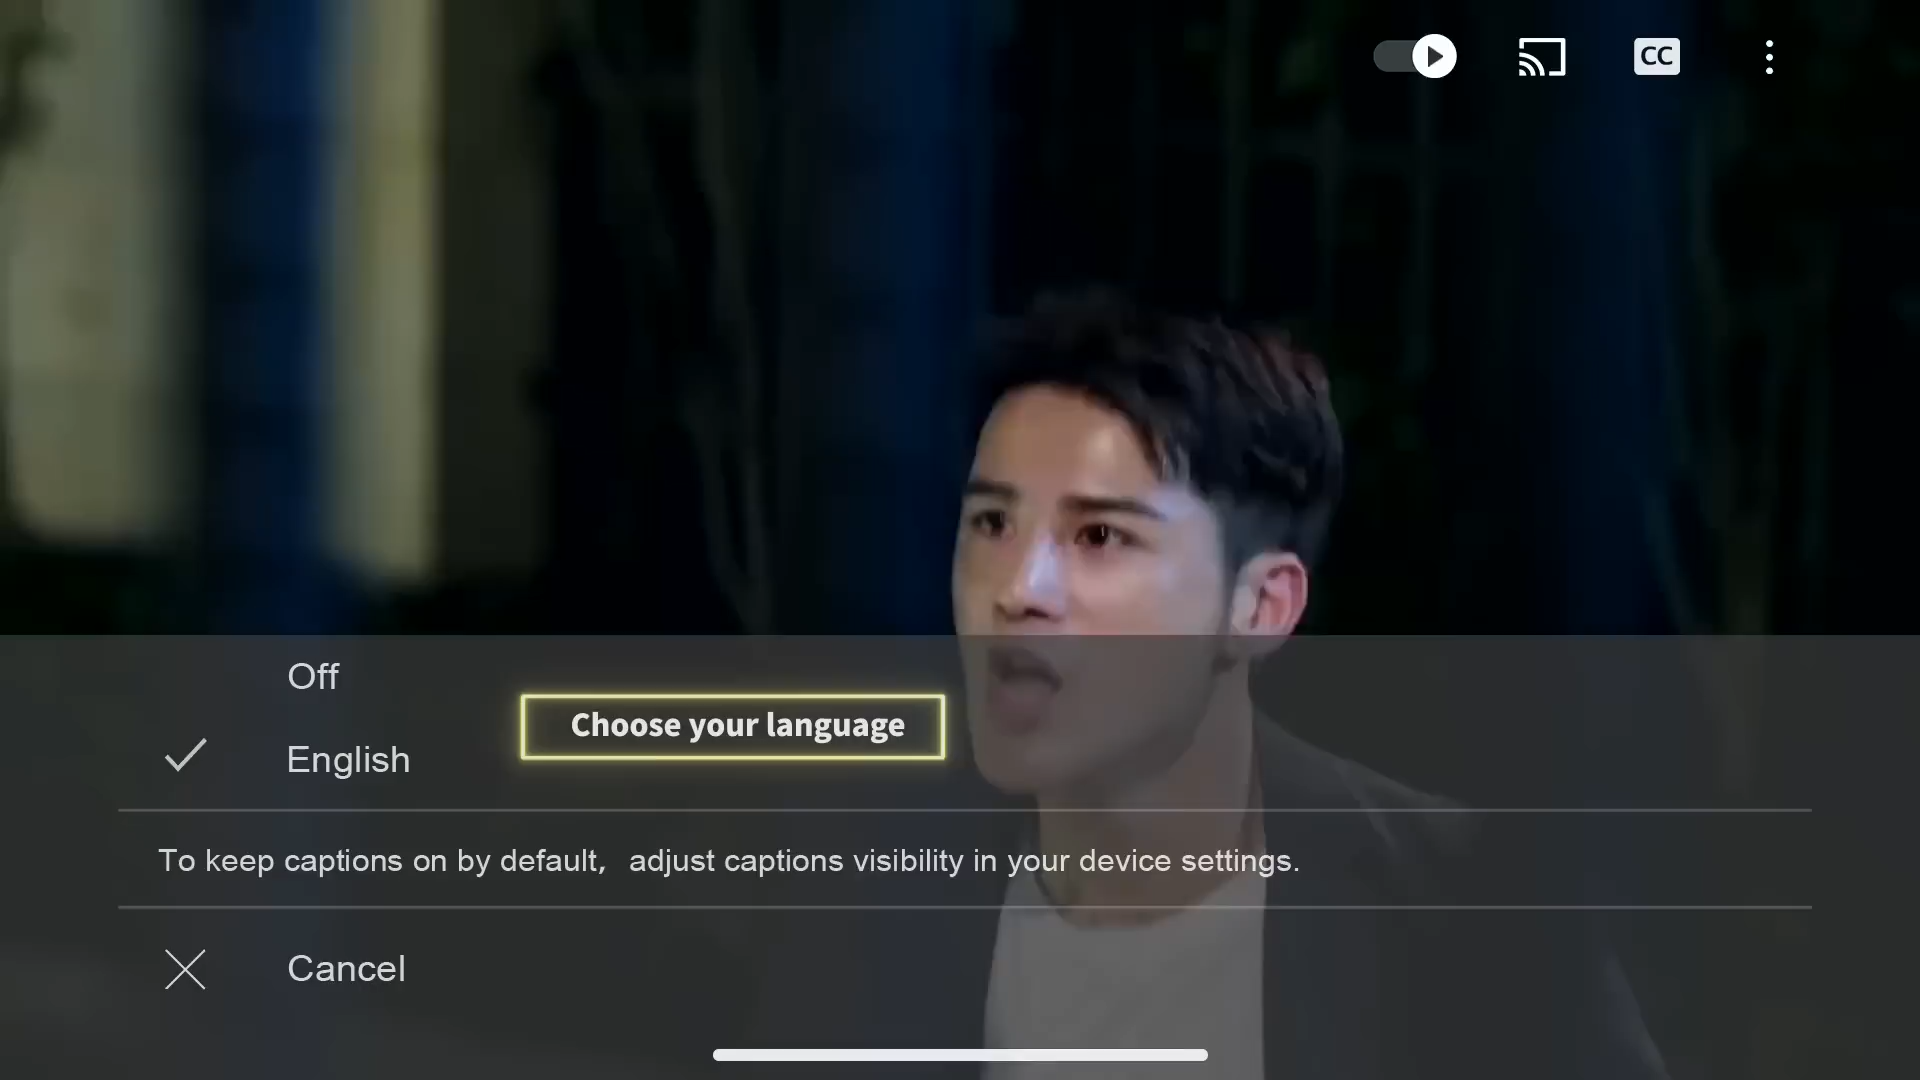 CC
Off
Choose your language
English
To keep captions on by default, adjust captions visibility in your device settings.
Cancel